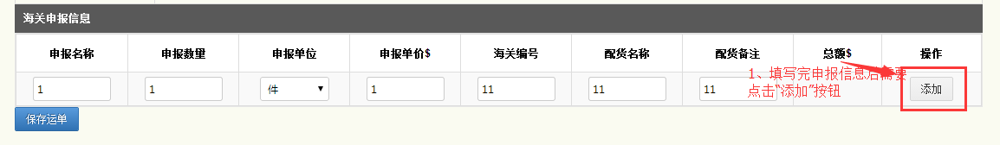 海关申报信息
申报名称 申报数量 申报单位 申报单价$ 海关编号 配货名称 配货备注 总额$ 操作
1 1 件 1 11 11 11 添加
1、填写完申报信息后需要
点击“添加”按钮
保存运单